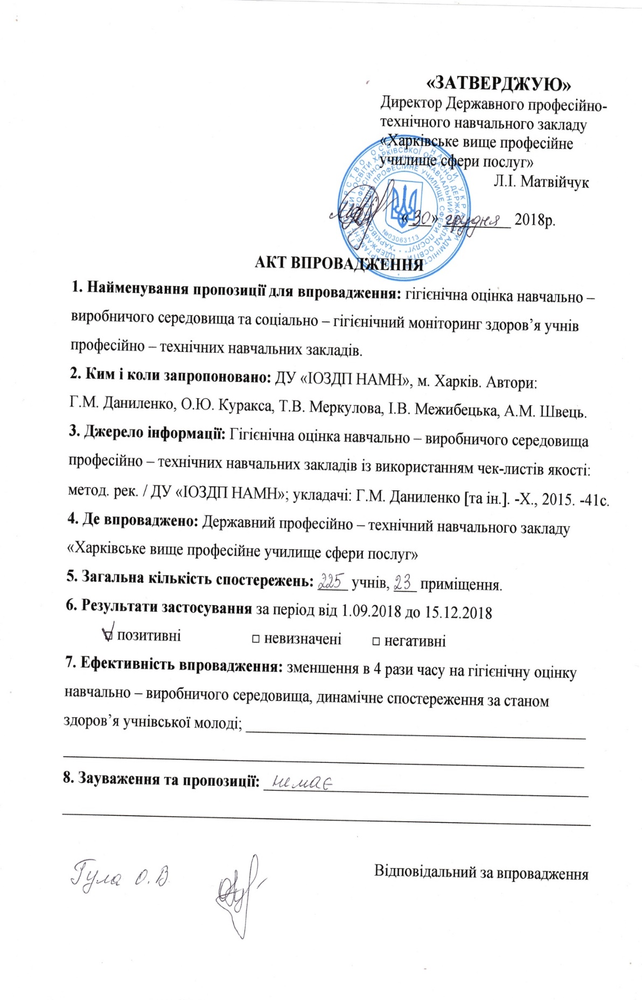 «ЗАТВЕРДЖУЮ»
Директор Державного професійно-
технічного навчального закладу
«Харківське вище професійне
училище сфери послуг»
Л.І. Матвійчук
«30» грудня 2018р.
№03063113
АКТ ВПРОВАДЖЕННЯ
1. Найменування пропозиції для впровадження: гігієнічна оцінка навчально –
виробничого середовища та соціально – гігієнічний моніторинг здоров’я учнів
професійно – технічних навчальних закладів.
2. Ким і коли запропоновано: ДУ «ІОЗДП НАМН», м. Харків. Автори:
Г.М. Даниленко, О.Ю. Куракса, Т.В. Меркулова, І.В. Межибецька, А.М. Швець.
3. Джерело інформації: Гігієнічна оцінка навчально – виробничого середовища
професійно – технічних навчальних закладів із використанням чек-листів якості:
метод. рек. / ДУ «ІОЗДП НАМН»; укладачі: Г.М. Даниленко [та ін.]. -Х., 2015. -41с.
4. Де впроваджено: Державний професійно – технічний навчального закладу
«Харківське вище професійне училище сфери послуг»
5. Загальна кількість спостережень: 225 учнів, 23 приміщення.
6. Результати застосування за період від 1.09.2018 до 15.12.2018
☑ позитивні □ невизначені □ негативні
7. Ефективність впровадження: зменшення в 4 рази часу на гігієнічну оцінку
навчально – виробничого середовища, динамічне спостереження за станом
здоров’я учнівської молоді;
8. Зауваження та пропозиції: немає
Гула О.В
Відповідальний за впровадження